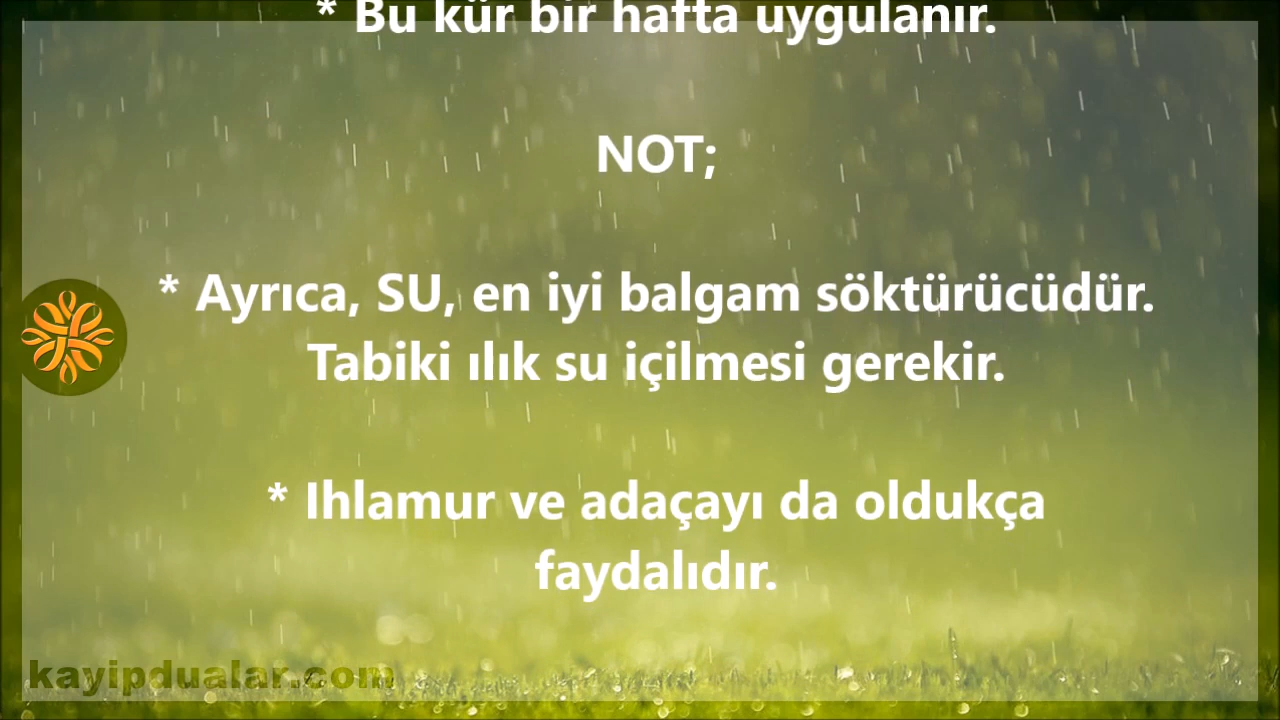 * Bu kür bir hafta uygulanır.
NOT;
* Ayrıca, SU, en iyi balgam söktürücüdür.
Tabiki ılık su içilmesi gerekir.
* Ihlamur ve adaçayı da oldukça
faydalıdır.
kayipdualar.com